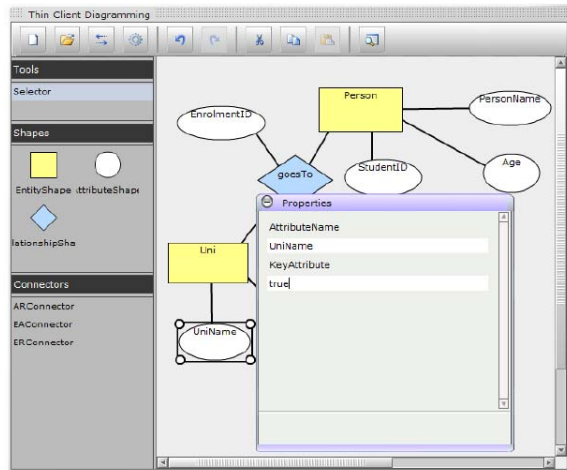 Thin Client Diagramming
Tools
Selector
Shapes
EntityShape ttributeShape
lationshipSha
Connectors
ARConnector
EAConnector
ERConnector
EnrolmentID
Person
PersonName
goesTo
StudentID
Age
Uni
UniName
Properties
AttributeName
UniName
KeyAttribute
true